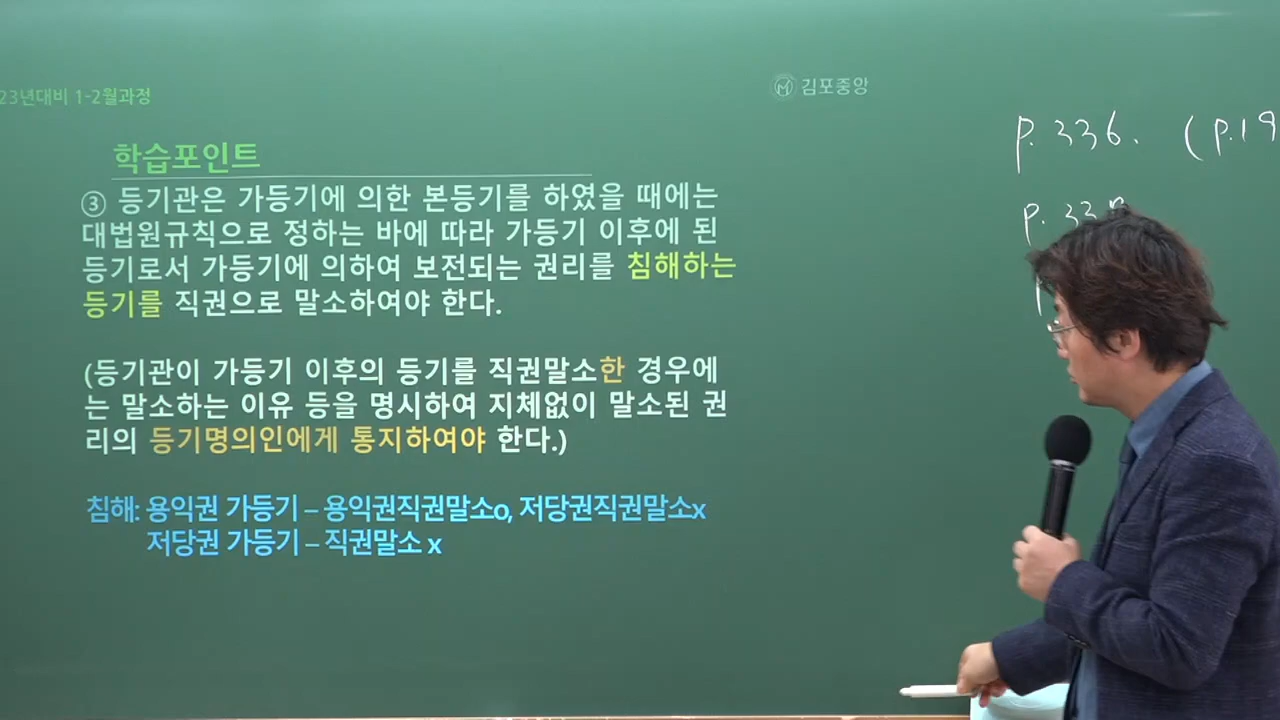 23년대비 1-2월과정
김포중앙
p.336. (p.19
학습포인트
③ 등기관은 가등기에 의한 본등기를 하였을 때에는
대법원규칙으로 정하는 바에 따라 가등기 이후에 된
등기로서 가등기에 의하여 보전되는 권리를 침해하는
등기를 직권으로 말소하여야 한다.
(등기관이 가등기 이후의 등기를 직권말소한 경우에
는 말소하는 이유 등을 명시하여 지체없이 말소된 권
리의 등기명의인에게 통지하여야 한다.)
침해: 용익권 가등기 – 용익권직권말소o, 저당권직권말소x
저당권 가등기 – 직권말소 x